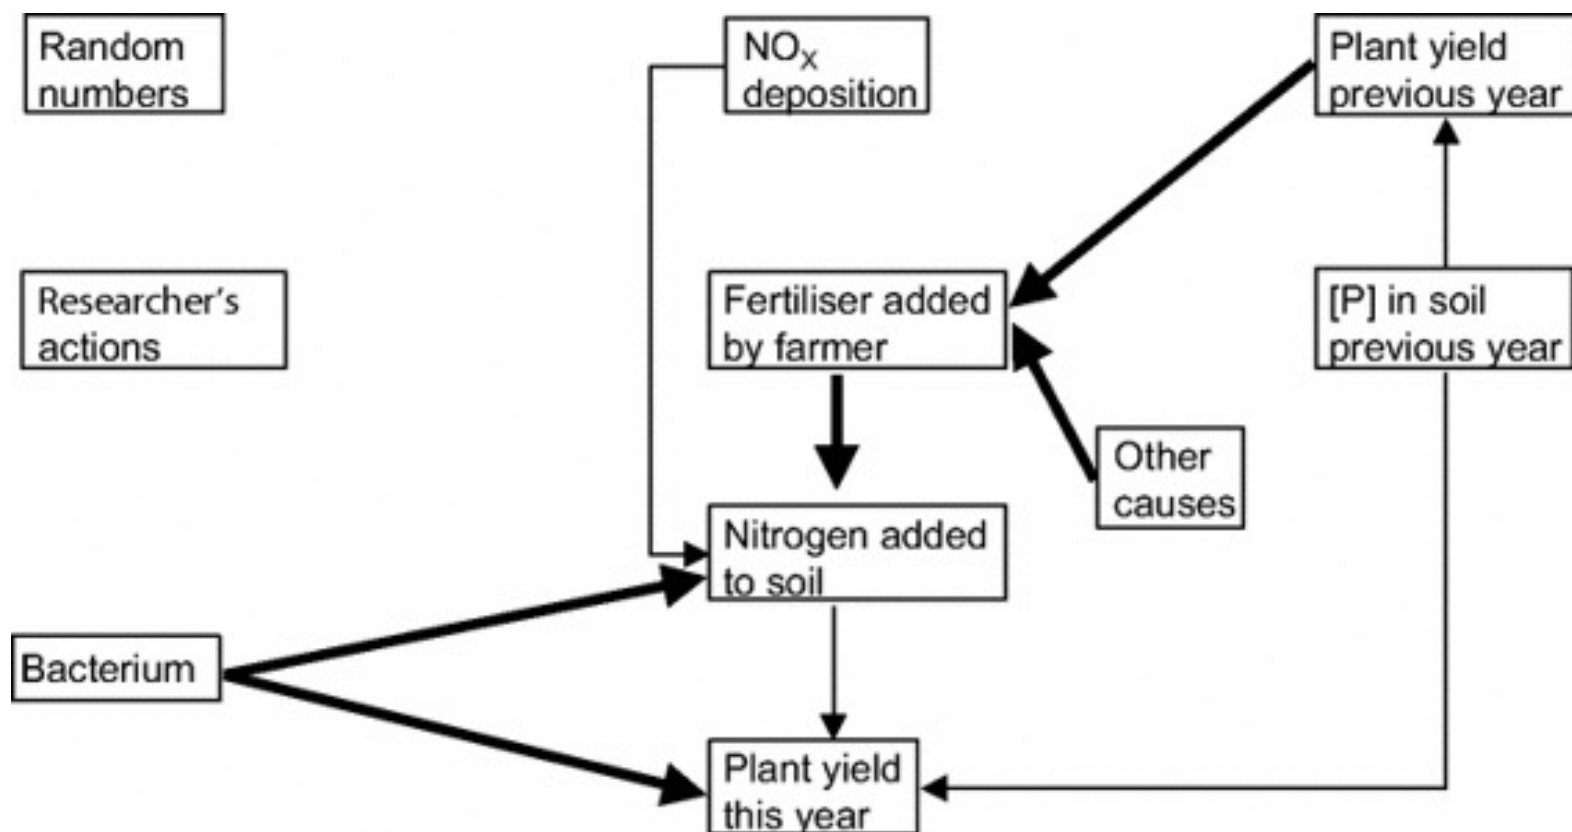 Random
numbers
NOX
deposition
Plant yield
previous year
Researcher's
actions
Fertiliser added
by farmer
[P] in soil
previous year
Other
causes
Nitrogen added
to soil
Bacterium
Plant yield
this year